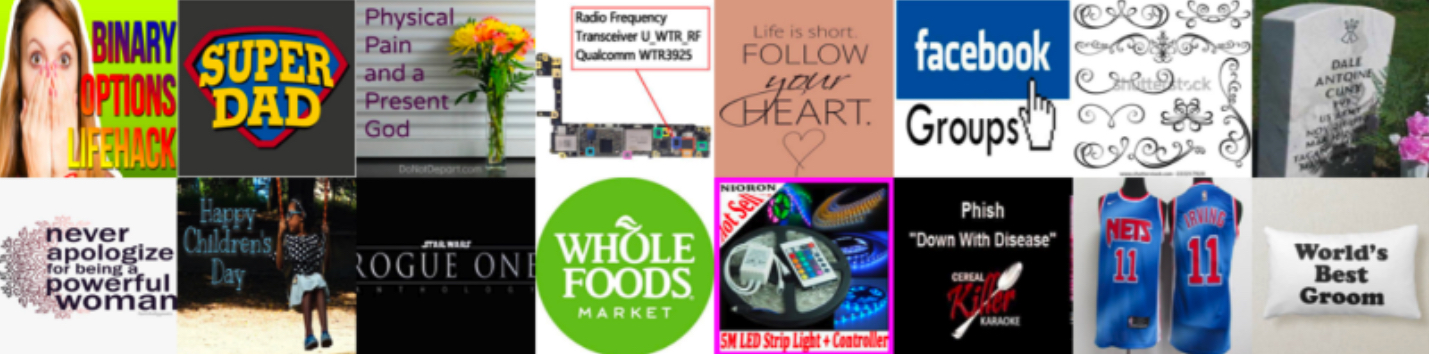 BINARY
OPTIONS
LIFEHACK
SUPER
DAD
Physical
Pain
and a
Present
God
DoNotDepart.com
Radio Frequency
Transceiver U_WTR_RF
Qualcomm WTR3925
Life is short.
FOLLOW
your
HEART.
facebook
Groups
shutterstock
DALE
ANTOINE
US ARMY
never
apologize
for being a
powerful
woman
Happy
Children's
Day
STAR WARS
ROGUE ONE
ANTHOLOGY
WHOLE
FOODS
MARKET
NIORON
Hot Sell
5M LED Strip Light + Controller
Phish
"Down With Disease"
CEREAL
Killer
KARAOKE
NETS
11
IRVING
11
World's
Best
Groom